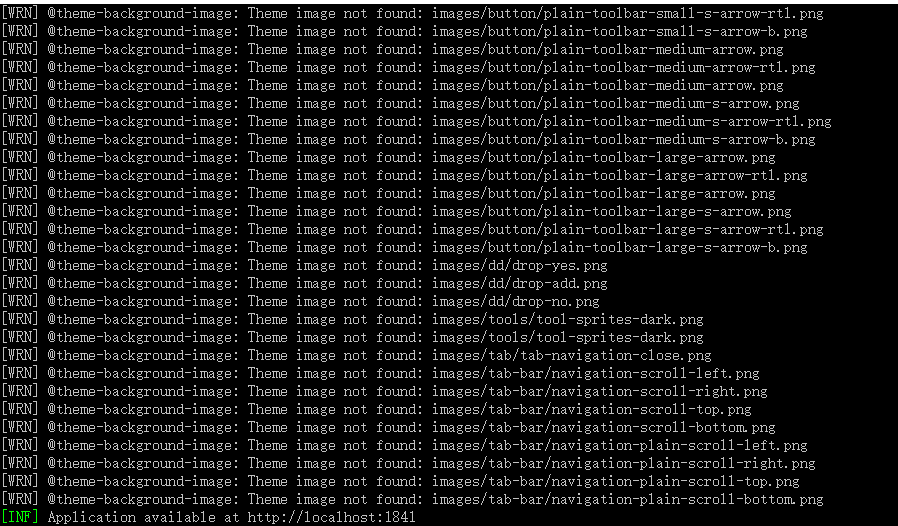 [WRN] @theme-background-image: Theme image not found: images/button/plain-toolbar-small-s-arrow-rtl.png
[WRN] @theme-background-image: Theme image not found: images/button/plain-toolbar-small-s-arrow-b.png
[WRN] @theme-background-image: Theme image not found: images/button/plain-toolbar-medium-arrow.png
[WRN] @theme-background-image: Theme image not found: images/button/plain-toolbar-medium-arrow-rtl.png
[WRN] @theme-background-image: Theme image not found: images/button/plain-toolbar-medium-arrow.png
[WRN] @theme-background-image: Theme image not found: images/button/plain-toolbar-medium-s-arrow.png
[WRN] @theme-background-image: Theme image not found: images/button/plain-toolbar-medium-s-arrow-rtl.png
[WRN] @theme-background-image: Theme image not found: images/button/plain-toolbar-medium-s-arrow-b.png
[WRN] @theme-background-image: Theme image not found: images/button/plain-toolbar-large-arrow.png
[WRN] @theme-background-image: Theme image not found: images/button/plain-toolbar-large-arrow-rtl.png
[WRN] @theme-background-image: Theme image not found: images/button/plain-toolbar-large-arrow.png
[WRN] @theme-background-image: Theme image not found: images/button/plain-toolbar-large-s-arrow.png
[WRN] @theme-background-image: Theme image not found: images/button/plain-toolbar-large-s-arrow-rtl.png
[WRN] @theme-background-image: Theme image not found: images/button/plain-toolbar-large-s-arrow-b.png
[WRN] @theme-background-image: Theme image not found: images/dd/drop-yes.png
[WRN] @theme-background-image: Theme image not found: images/dd/drop-add.png
[WRN] @theme-background-image: Theme image not found: images/dd/drop-no.png
[WRN] @theme-background-image: Theme image not found: images/tools/tool-sprites-dark.png
[WRN] @theme-background-image: Theme image not found: images/tools/tool-sprites-dark.png
[WRN] @theme-background-image: Theme image not found: images/tab/tab-navigation-close.png
[WRN] @theme-background-image: Theme image not found: images/tab-bar/navigation-scroll-left.png
[WRN] @theme-background-image: Theme image not found: images/tab-bar/navigation-scroll-right.png
[WRN] @theme-background-image: Theme image not found: images/tab-bar/navigation-scroll-top.png
[WRN] @theme-background-image: Theme image not found: images/tab-bar/navigation-scroll-bottom.png
[WRN] @theme-background-image: Theme image not found: images/tab-bar/navigation-plain-scroll-left.png
[WRN] @theme-background-image: Theme image not found: images/tab-bar/navigation-plain-scroll-right.png
[WRN] @theme-background-image: Theme image not found: images/tab-bar/navigation-plain-scroll-top.png
[WRN] @theme-background-image: Theme image not found: images/tab-bar/navigation-plain-scroll-bottom.png
[INF] Application available at http://localhost:1841